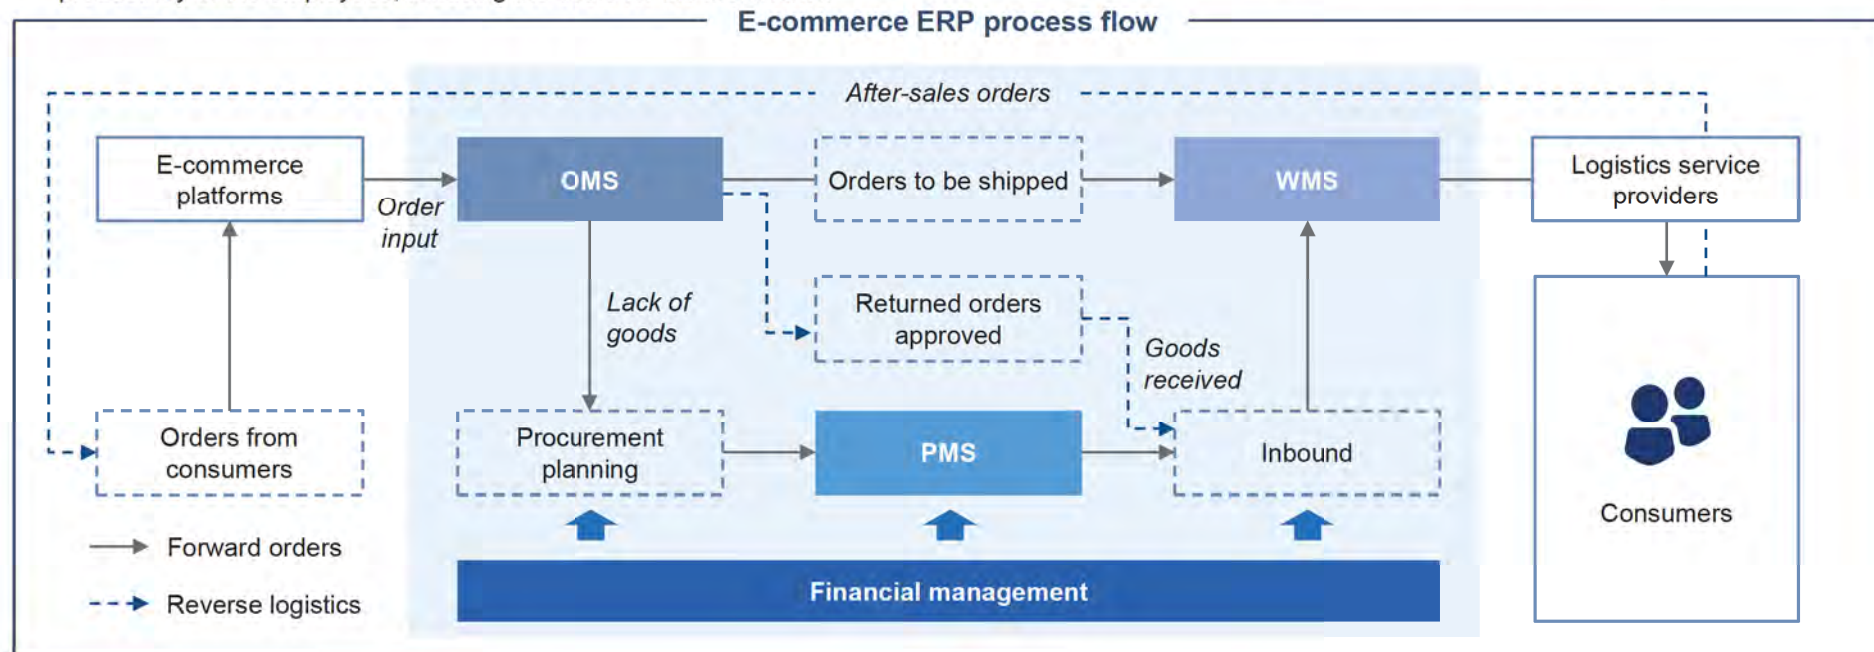 E-commerce ERP process flow
After-sales orders
E-commerce
platforms
Order
input
OMS
Orders to be shipped
WMS
Logistics service
providers
Lack of
goods
Returned orders
approved
Goods
received
Orders from
consumers
Procurement
planning
PMS
Inbound
Consumers
Forward orders
Reverse logistics
Financial management